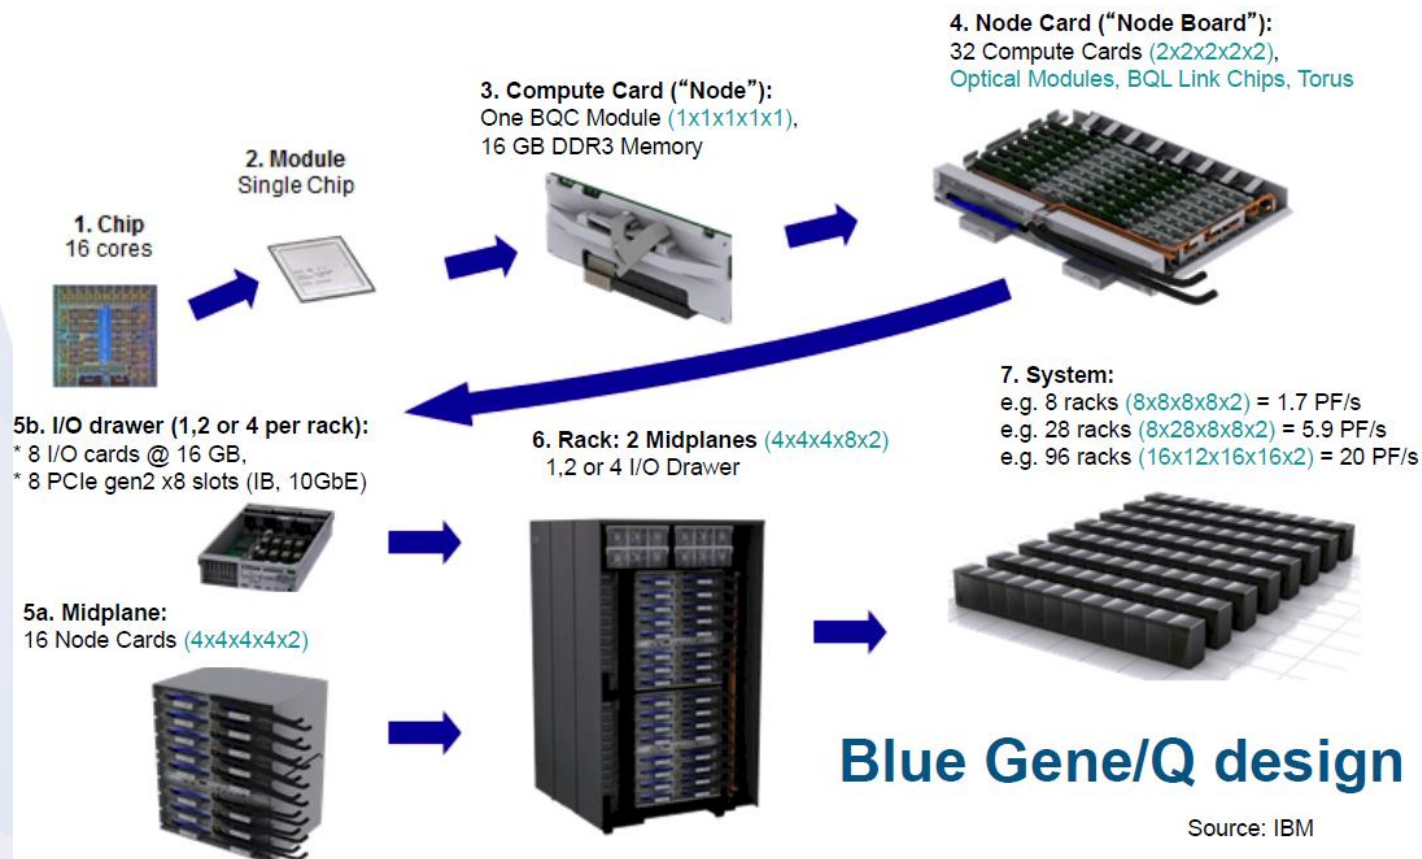 1. Chip
16 cores
2. Module
Single Chip
3. Compute Card (“Node”):
One BQC Module (1x1x1x1x1),
16 GB DDR3 Memory
4. Node Card (“Node Board”):
32 Compute Cards (2x2x2x2x2),
Optical Modules, BQL Link Chips, Torus
5b. I/O drawer (1,2 or 4 per rack):
* 8 I/O cards @ 16 GB,
* 8 PCIe gen2 x8 slots (IB, 10GbE)
5a. Midplane:
16 Node Cards (4x4x4x4x2)
6. Rack: 2 Midplanes (4x4x4x8x2)
1,2 or 4 I/O Drawer
7. System:
e.g. 8 racks (8x8x8x8x2) = 1.7 PF/s
e.g. 28 racks (8x28x8x8x2) = 5.9 PF/s
e.g. 96 racks (16x12x16x16x2) = 20 PF/s
Blue Gene/Q design
Source: IBM